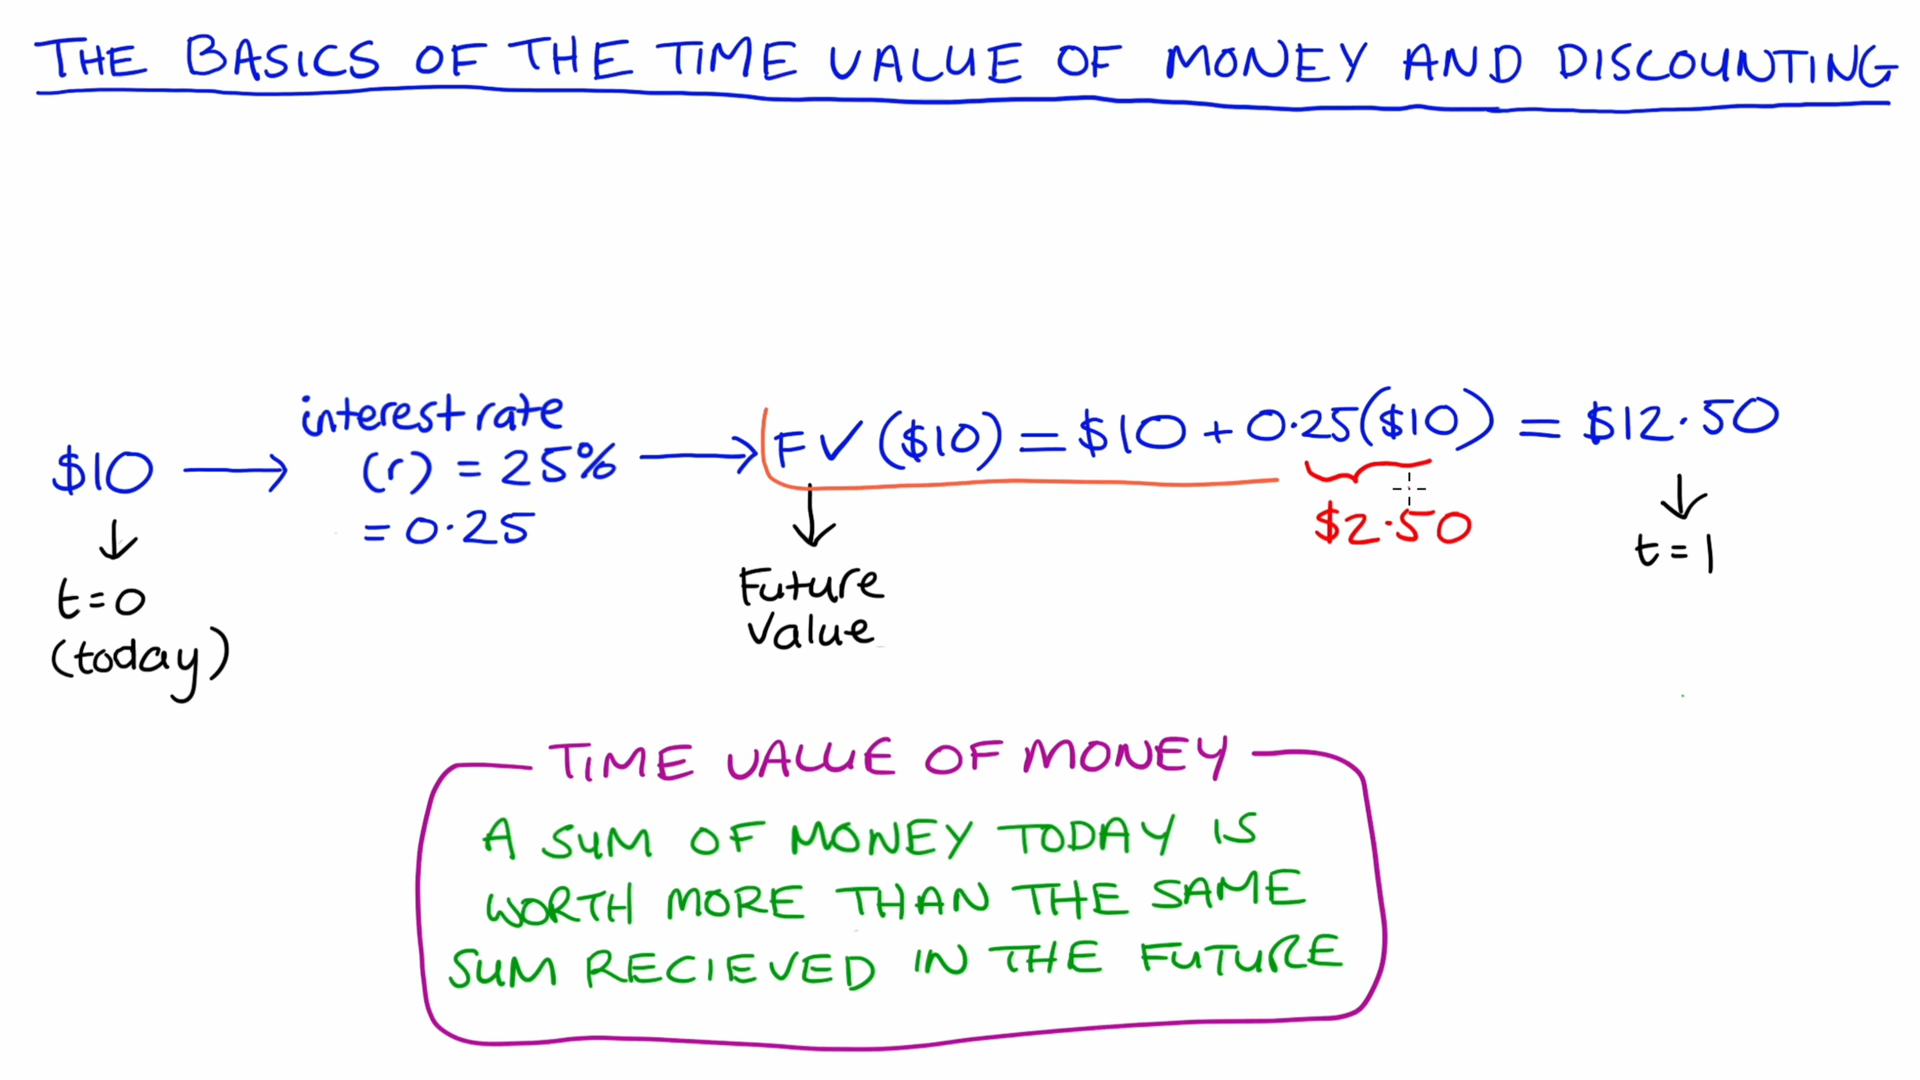 THE BASICS OF THE TIME VALUE OF MONEY AND DISCOUNTING
$10 → interest rate
(r) = 25%
= 0.25
→ FV ($10) = $10 + 0.25($10) = $12.50
$2.50
↓
t=0
(today)
↓
Future
Value
↓
t=1
TIME VALUE OF MONEY
A SUM OF MONEY TODAY IS
WORTH MORE THAN THE SAME
SUM RECIEVED IN THE FUTURE